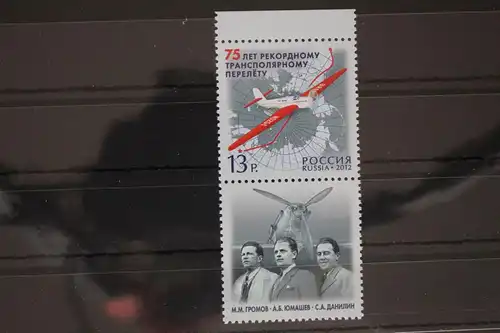 75 ЛЕТ РЕКОРДНОМУ
ТРАНСПОЛЯРНОМУ
ПЕРЕЛЁТУ
13 Р.
РОССИЯ
RUSSIA • 2012
М.М. ГРОМОВ - А.Б. ЮМАШЕВ - С.А. ДАНИЛИН